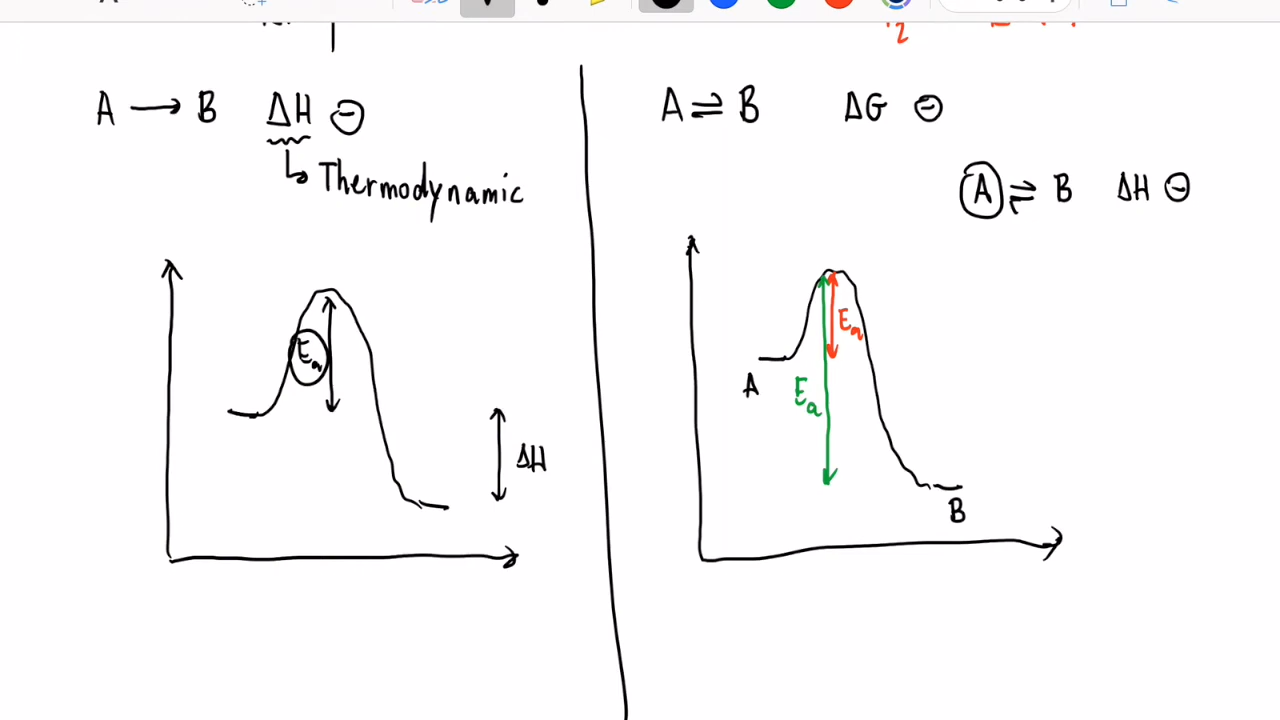 A → B ΔH ⊖
↳ Thermodynamic
Ea
ΔH
A ⇌ B ΔG ⊖
A ⇌ B ΔH ⊖
Ea
Ea
A
B